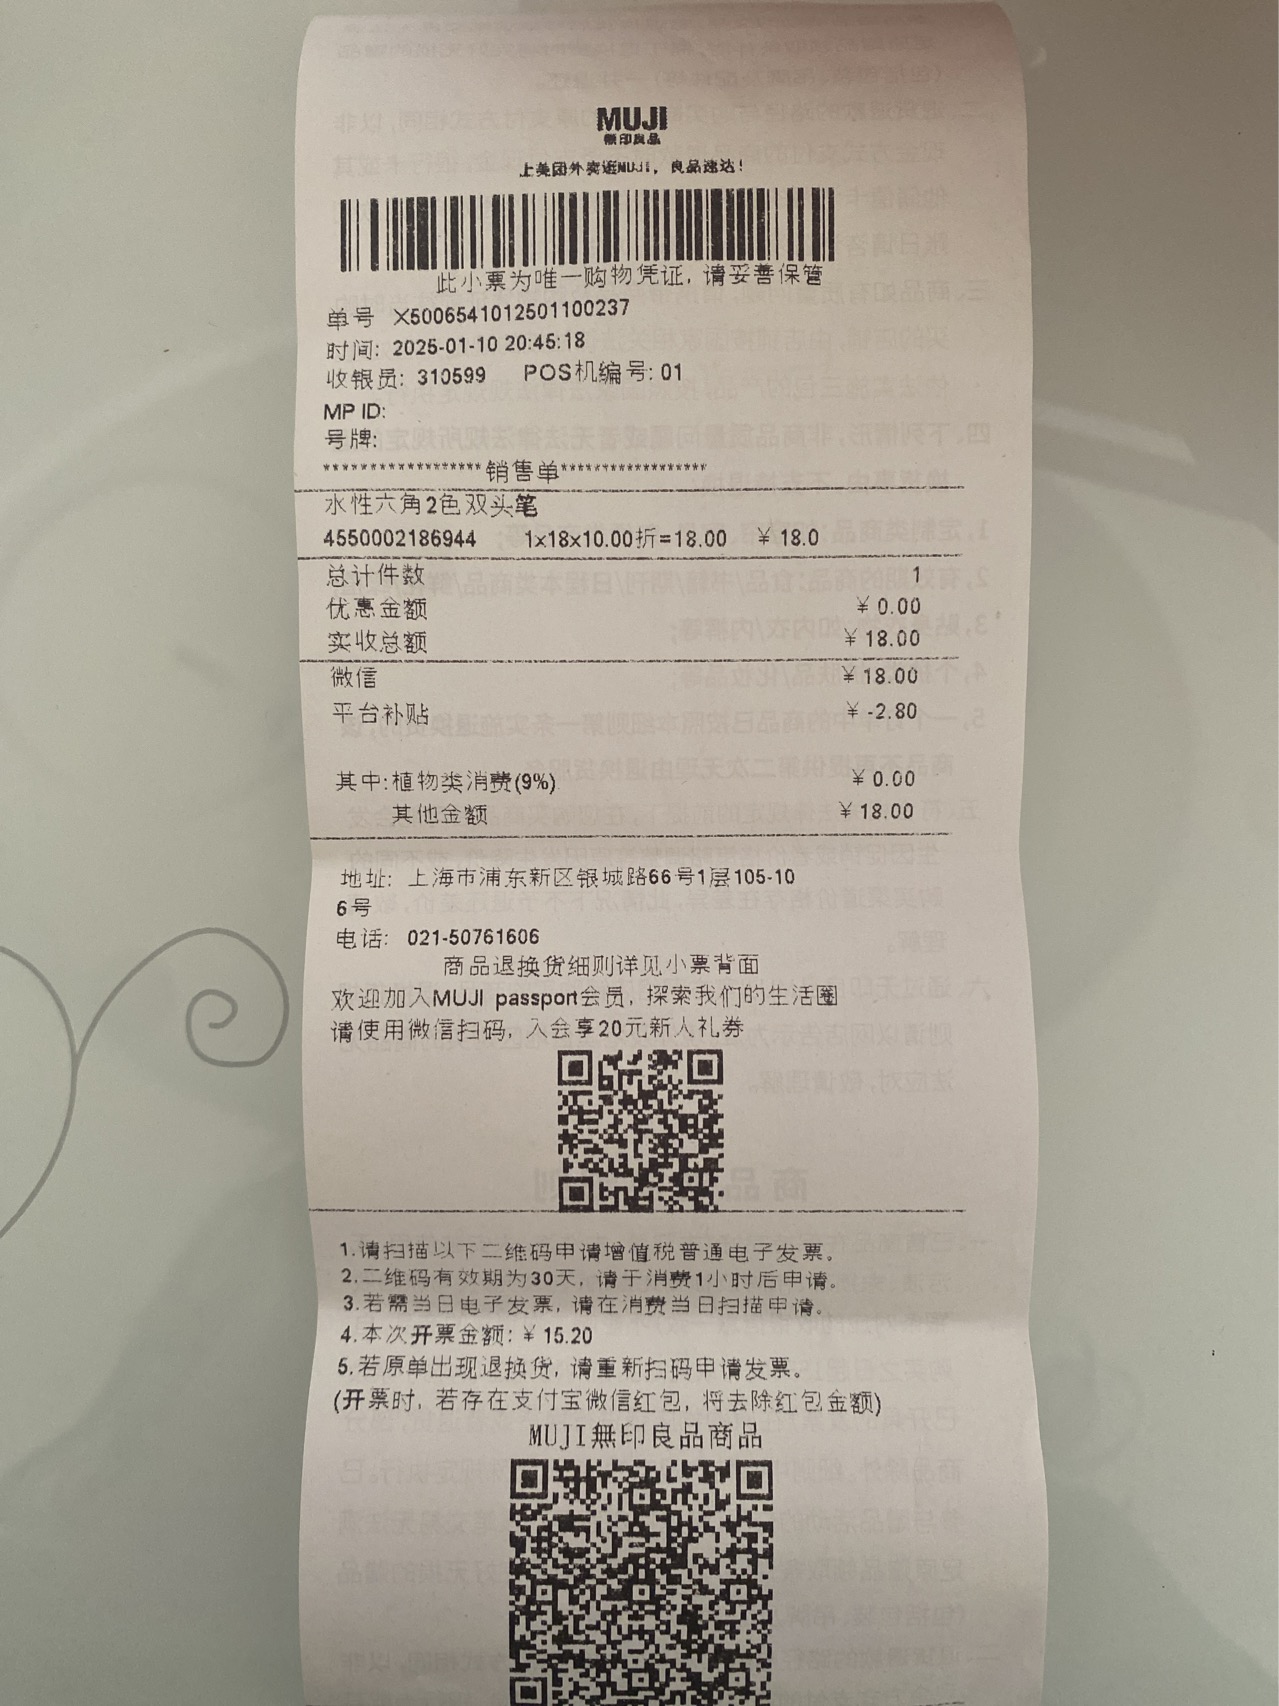 MUJI
無印良品
上美团外卖逛MUJI，良品速达！
此小票为唯一购物凭证，请妥善保管
单号 X5006541012501100237
时间: 2025-01-10 20:45:18
收银员: 310599 POS机编号: 01
MP ID:
号牌:
******************销售单******************
水性六角2色双头笔
4550002186944 1x18x10.00折=18.00 ￥18.0
总计件数 1
优惠金额 ￥0.00
实收总额 ￥18.00
微信 ￥18.00
平台补贴 ￥-2.80
其中:植物类消费(9%) ￥0.00
其他金额 ￥18.00
地址: 上海市浦东新区银城路66号1层105-10
6号
电话: 021-50761606
商品退换货细则详见小票背面
欢迎加入MUJI passport会员，探索我们的生活圈
请使用微信扫码，入会享20元新人礼券
1.请扫描以下二维码申请增值税普通电子发票。
2.二维码有效期为30天，请于消费1小时后申请。
3.若需当日电子发票，请在消费当日扫描申请。
4.本次开票金额: ￥15.20
5.若原单出现退换货，请重新扫码申请发票。
(开票时，若存在支付宝微信红包，将去除红包金额)
MUJI無印良品商品